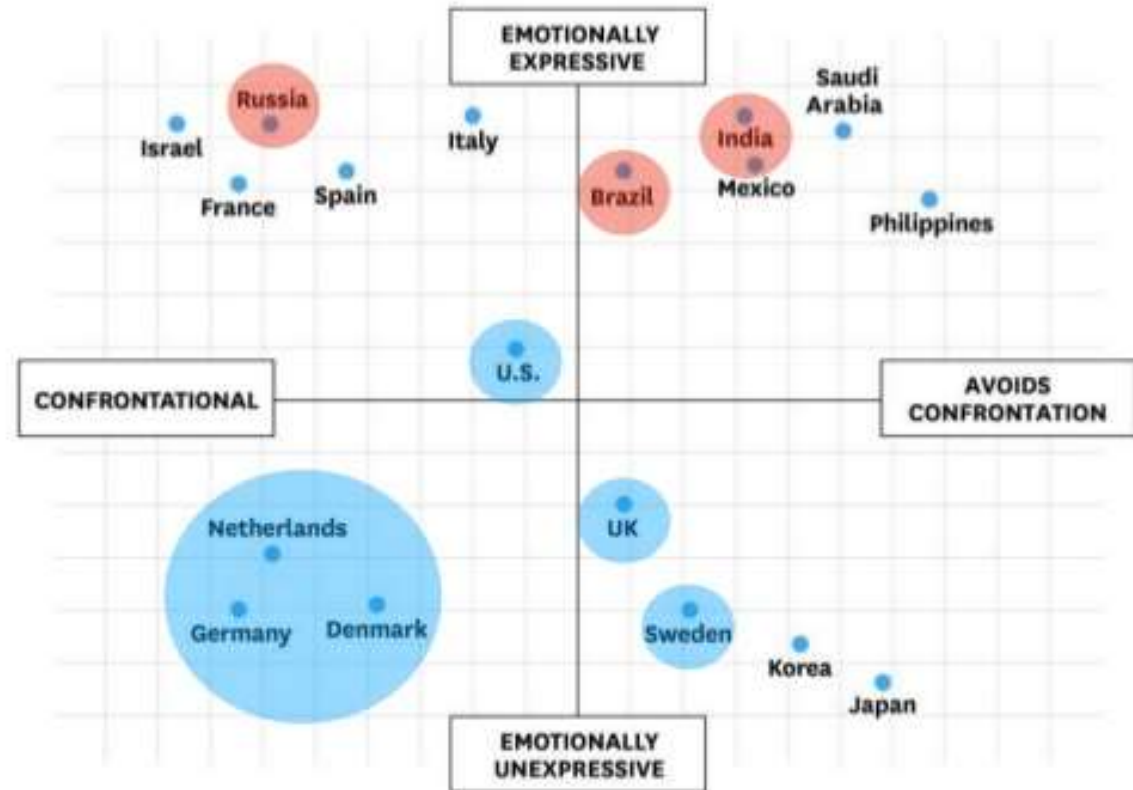 EMOTIONALLY
EXPRESSIVE
Saudi
Arabia
Russia
Israel
Italy
India
France
Spain
Brazil
Mexico
Philippines
U.S.
CONFRONTATIONAL
AVOIDS
CONFRONTATION
Netherlands
UK
Germany
Denmark
Sweden
Korea
Japan
EMOTIONALLY
UNEXPRESSIVE